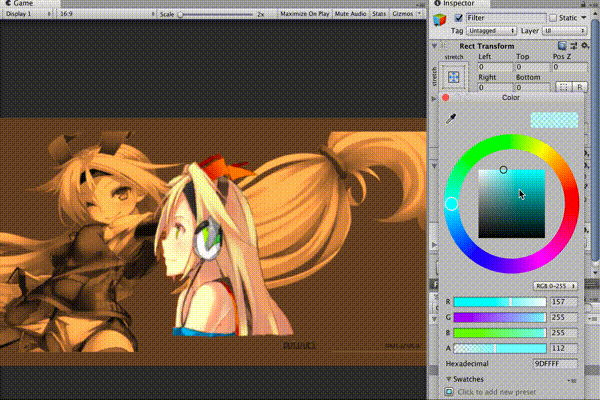 Game
Inspector
Display 1 16:9 Scale 2x Maximize On Play Mute Audio Stats Gizmos
Filter Static
Tag Untagged Layer UI
Rect Transform
stretch Left Top Pos Z
stretch 0 0 0
Right Bottom
0 0 R
Color
RGB 0-255
R 157
G 255
B 255
A 112
Hexadecimal 9DFFFF
Swatches
Click to add new preset